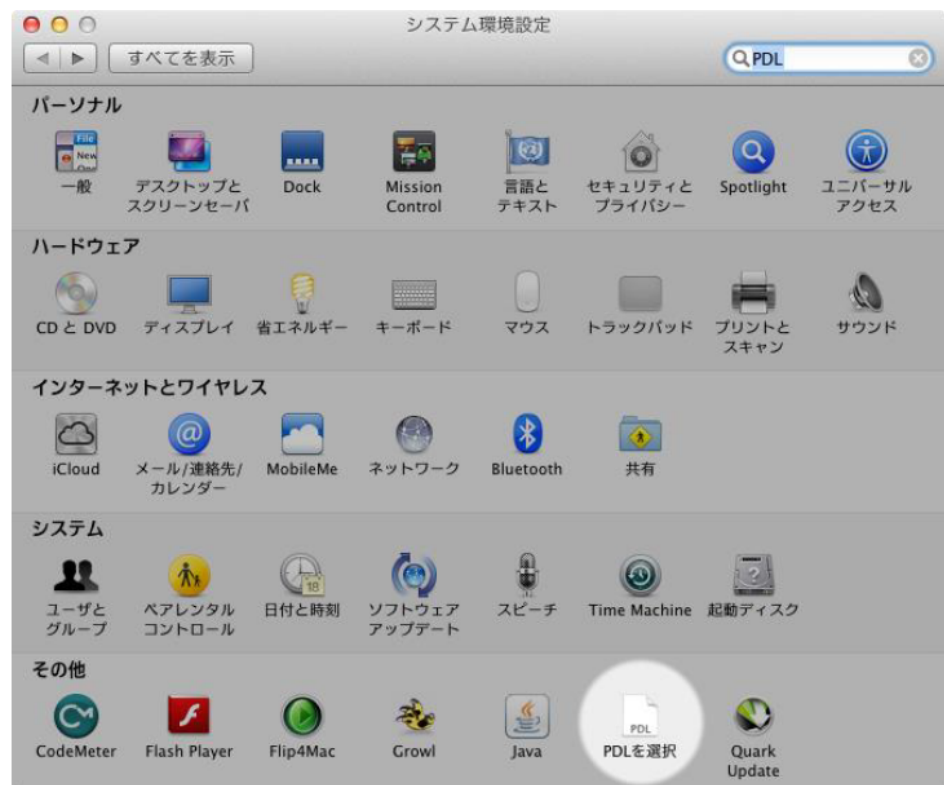 システム環境設定
すべてを表示
PDL
パーソナル
File
New
一般
デスクトップと
スクリーンセーバ
Dock
Mission
Control
言語と
テキスト
セキュリティと
プライバシー
Spotlight
ユニバーサル
アクセス
ハードウェア
CD と DVD
ディスプレイ
省エネルギー
キーボード
マウス
トラックパッド
プリントと
スキャン
サウンド
インターネットとワイヤレス
iCloud
@
メール/連絡先/
カレンダー
MobileMe
ネットワーク
Bluetooth
共有
システム
ユーザと
グループ
ペアレンタル
コントロール
18
日付と時刻
ソフトウェア
アップデート
スピーチ
Time Machine
?
起動ディスク
その他
CM
CodeMeter
Flash Player
Flip4Mac
Growl
Java
PDL
PDLを選択
Quark
Update